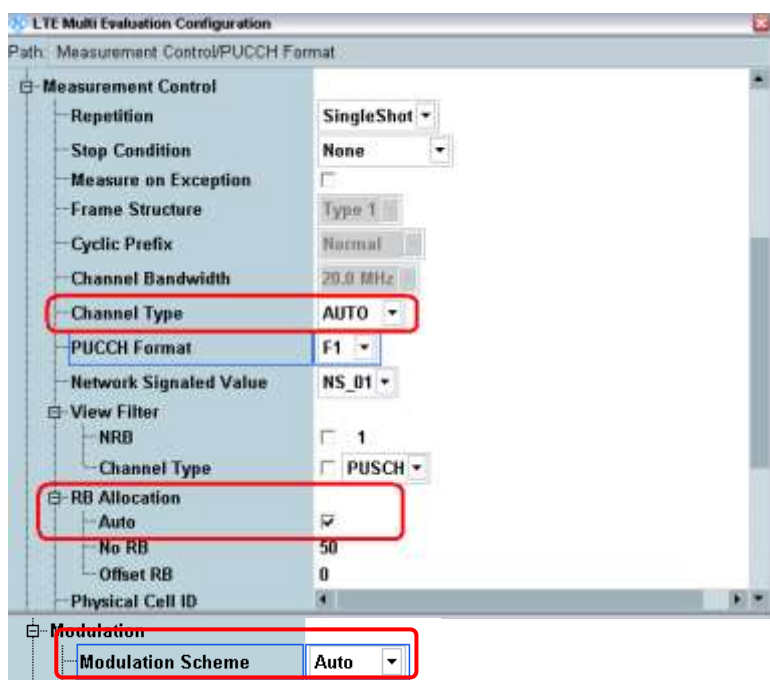 LTE Multi Evaluation Configuration
Path: Measurement Control/PUCCH Format
Measurement Control
Repetition SingleShot
Stop Condition None
Measure on Exception
Frame Structure Type 1
Cyclic Prefix Normal
Channel Bandwidth 20.0 MHz
Channel Type AUTO
PUCCH Format F1
Network Signaled Value NS_01
View Filter
NRB 1
Channel Type PUSCH
RB Allocation
Auto
No RB 50
Offset RB 0
Physical Cell ID
Modulation
Modulation Scheme Auto